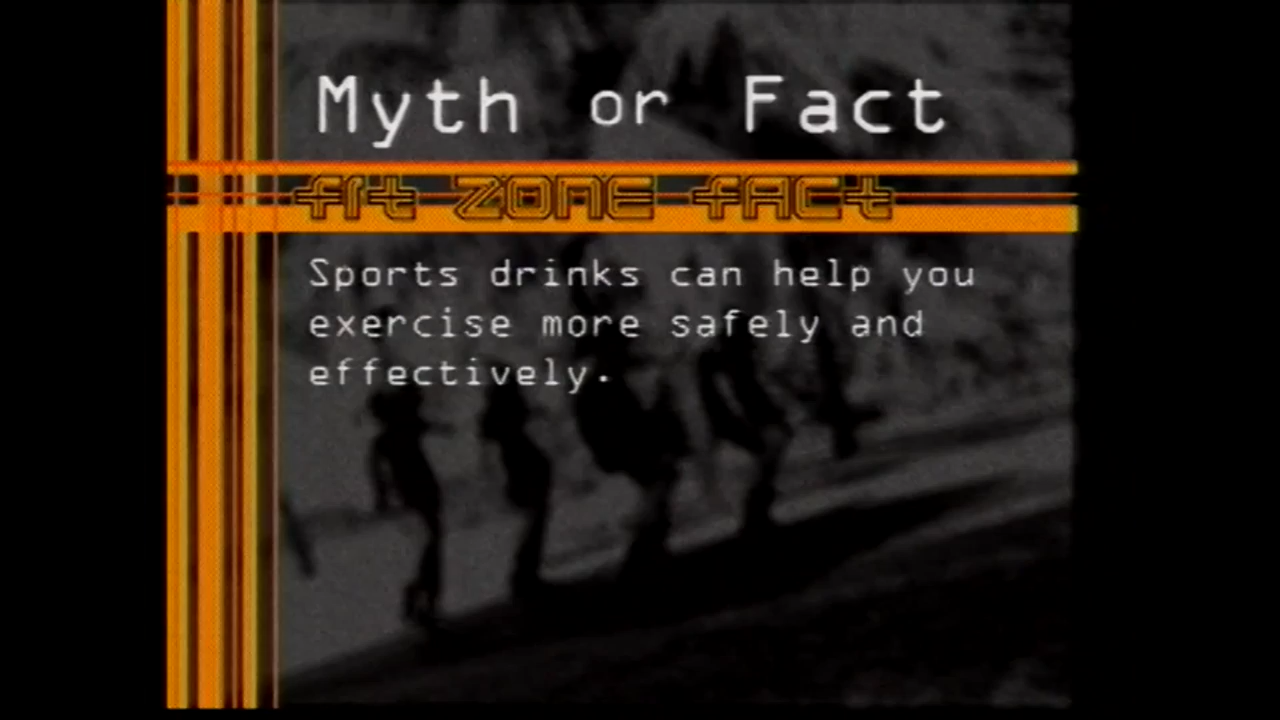 Myth or Fact
fit ZONE fACt
Sports drinks can help you
exercise more safely and
effectively.